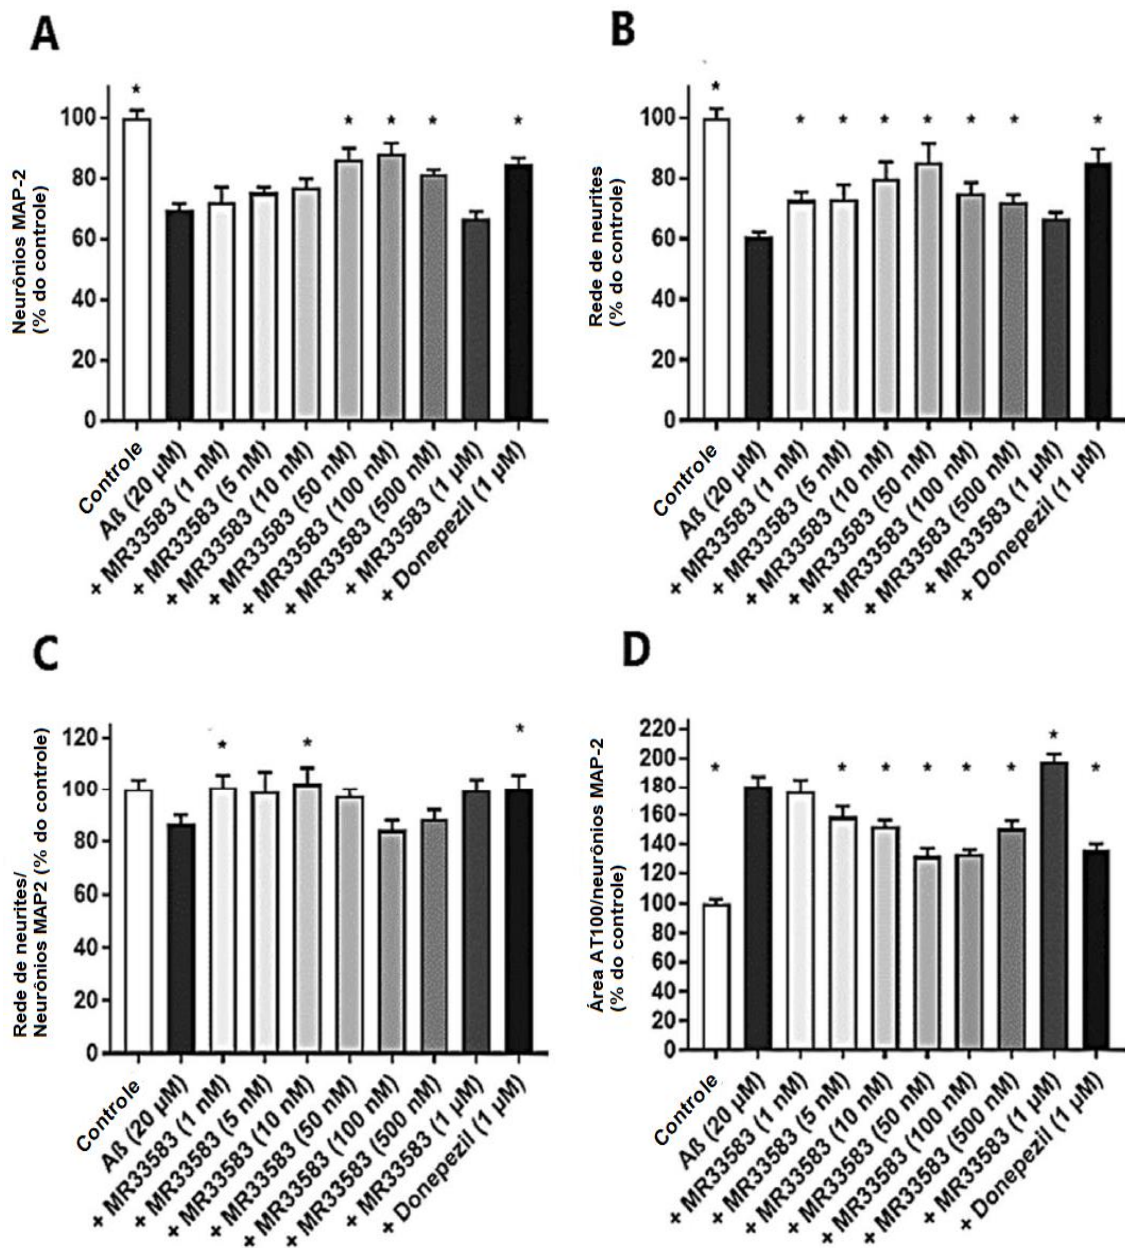 A
Neurônios MAP-2
(% do controle)
100
80
60
40
20
0
*
*
*
*
*
Controle
Aß (20 µM)
+ MR33583 (1 nM)
+ MR33583 (5 nM)
+ MR33583 (10 nM)
+ MR33583 (50 nM)
+ MR33583 (100 nM)
+ MR33583 (500 nM)
+ MR33583 (1 µM)
+ Donepezil (1 µM)
B
Rede de neurites
(% do controle)
100
80
60
40
20
0
*
*
*
*
*
*
*
*
Controle
Aß (20 µM)
+ MR33583 (1 nM)
+ MR33583 (5 nM)
+ MR33583 (10 nM)
+ MR33583 (50 nM)
+ MR33583 (100 nM)
+ MR33583 (500 nM)
+ MR33583 (1 µM)
+ Donepezil (1 µM)
C
Rede de neurites/
Neurônios MAP2 (% do controle)
120
100
80
60
40
20
0
*
*
*
Controle
Aß (20 µM)
+ MR33583 (1 nM)
+ MR33583 (5 nM)
+ MR33583 (10 nM)
+ MR33583 (50 nM)
+ MR33583 (100 nM)
+ MR33583 (500 nM)
+ MR33583 (1 µM)
+ Donepezil (1 µM)
D
Área AT100/neurônios MAP-2
(% do controle)
220
200
180
160
140
120
100
80
60
40
20
0
*
*
*
*
*
*
*
*
Controle
Aß (20 µM)
+ MR33583 (1 nM)
+ MR33583 (5 nM)
+ MR33583 (10 nM)
+ MR33583 (50 nM)
+ MR33583 (100 nM)
+ MR33583 (500 nM)
+ MR33583 (1 µM)
+ Donepezil (1 µM)